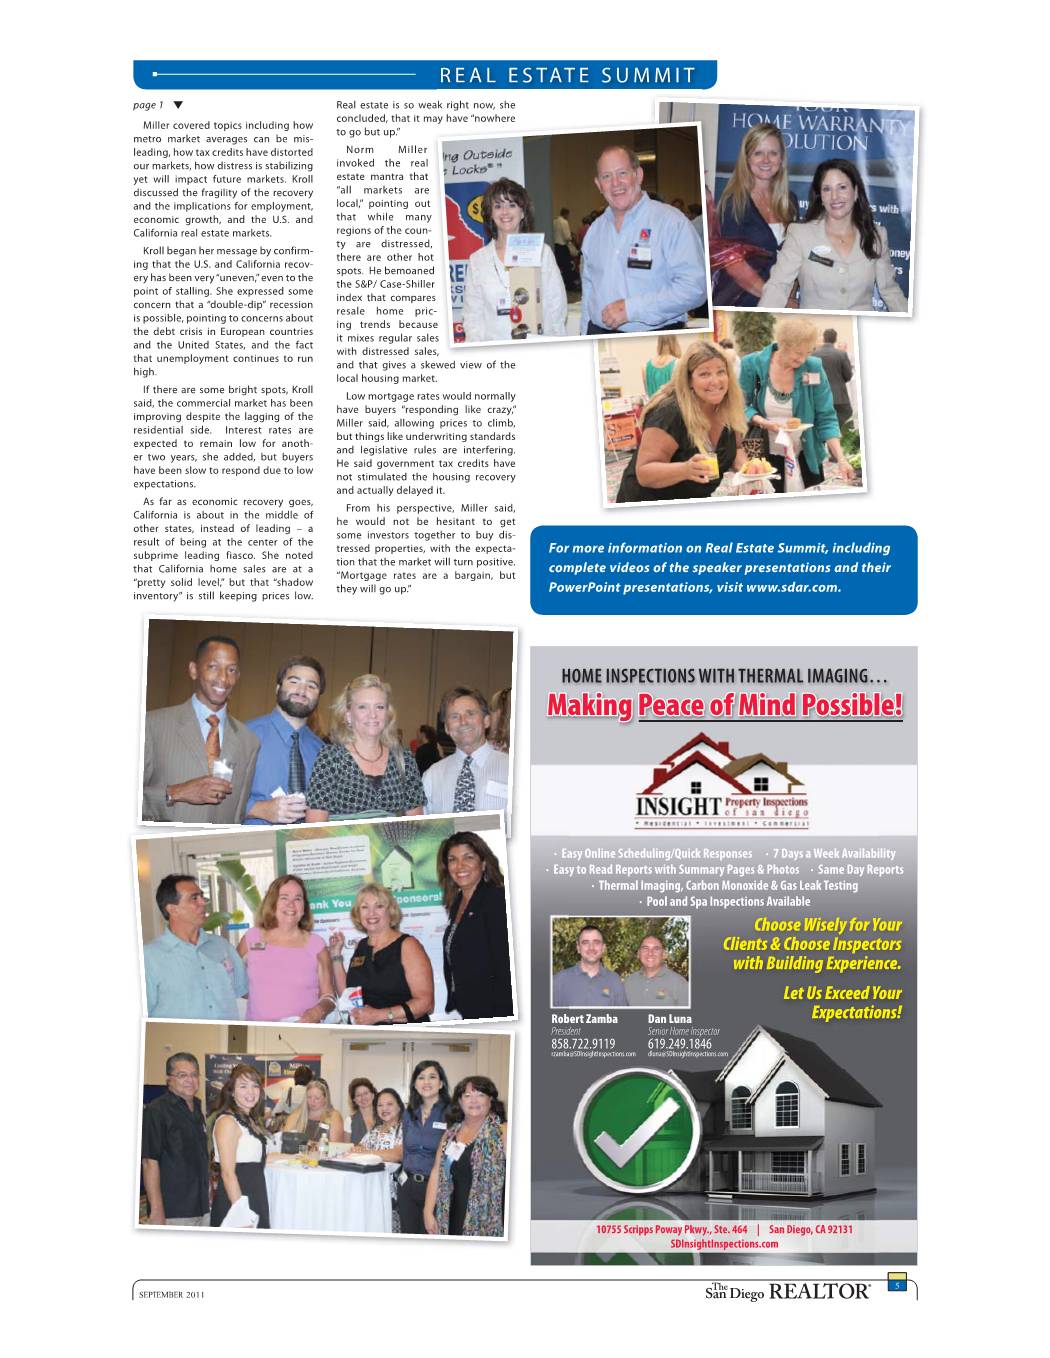 REAL ESTATE SUMMIT
page 1 ▼
Miller covered topics including how
metro market averages can be mis-
leading, how tax credits have distorted
our markets, how distress is stabilizing
yet will impact future markets. Kroll
discussed the fragility of the recovery
and the implications for employment,
economic growth, and the U.S. and
California real estate markets.
Kroll began her message by confirm-
ing that the U.S. and California recov-
ery has been very “uneven,” even to the
point of stalling. She expressed some
concern that a “double-dip” recession
is possible, pointing to concerns about
the debt crisis in European countries
and the United States, and the fact
that unemployment continues to run
high.
If there are some bright spots, Kroll
said, the commercial market has been
improving despite the lagging of the
residential side. Interest rates are
expected to remain low for anoth-
er two years, she added, but buyers
have been slow to respond due to low
expectations.
As far as economic recovery goes,
California is about in the middle of
other states, instead of leading – a
result of being at the center of the
subprime leading fiasco. She noted
that California home sales are at a
“pretty solid level,” but that “shadow
inventory” is still keeping prices low.
Real estate is so weak right now, she
concluded, that it may have “nowhere
to go but up.”
Norm Miller
invoked the real
estate mantra that
“all markets are
local,” pointing out
that while many
regions of the coun-
ty are distressed,
there are other hot
spots. He bemoaned
the S&P/ Case-Shiller
index that compares
resale home pric-
ing trends because
it mixes regular sales
with distressed sales,
and that gives a skewed view of the
local housing market.
Low mortgage rates would normally
have buyers “responding like crazy,”
Miller said, allowing prices to climb,
but things like underwriting standards
and legislative rules are interfering.
He said government tax credits have
not stimulated the housing recovery
and actually delayed it.
From his perspective, Miller said,
he would not be hesitant to get
some investors together to buy dis-
tressed properties, with the expecta-
tion that the market will turn positive.
“Mortgage rates are a bargain, but
they will go up.”
ng Outside
e Locks
YOUR
HOME WARRANTY
OLUTION
For more information on Real Estate Summit, including
complete videos of the speaker presentations and their
PowerPoint presentations, visit www.sdar.com.
HOME INSPECTIONS WITH THERMAL IMAGING…
Making Peace of Mind Possible!
INSIGHT Property Inspections
of san diego
• Residential • Investment • Commercial
· Easy Online Scheduling/Quick Responses · 7 Days a Week Availability
· Easy to Read Reports with Summary Pages & Photos · Same Day Reports
· Thermal Imaging, Carbon Monoxide & Gas Leak Testing
· Pool and Spa Inspections Available
Choose Wisely for Your
Clients & Choose Inspectors
with Building Experience.
Let Us Exceed Your
Expectations!
Robert Zamba
President
858.722.9119
rzamba@SDInsightInspections.com
Dan Luna
Senior Home Inspector
619.249.1846
dluna@SDInsightInspections.com
10755 Scripps Poway Pkwy., Ste. 464 | San Diego, CA 92131
SDInsightInspections.com
SEPTEMBER 2011
The San Diego REALTOR®
5